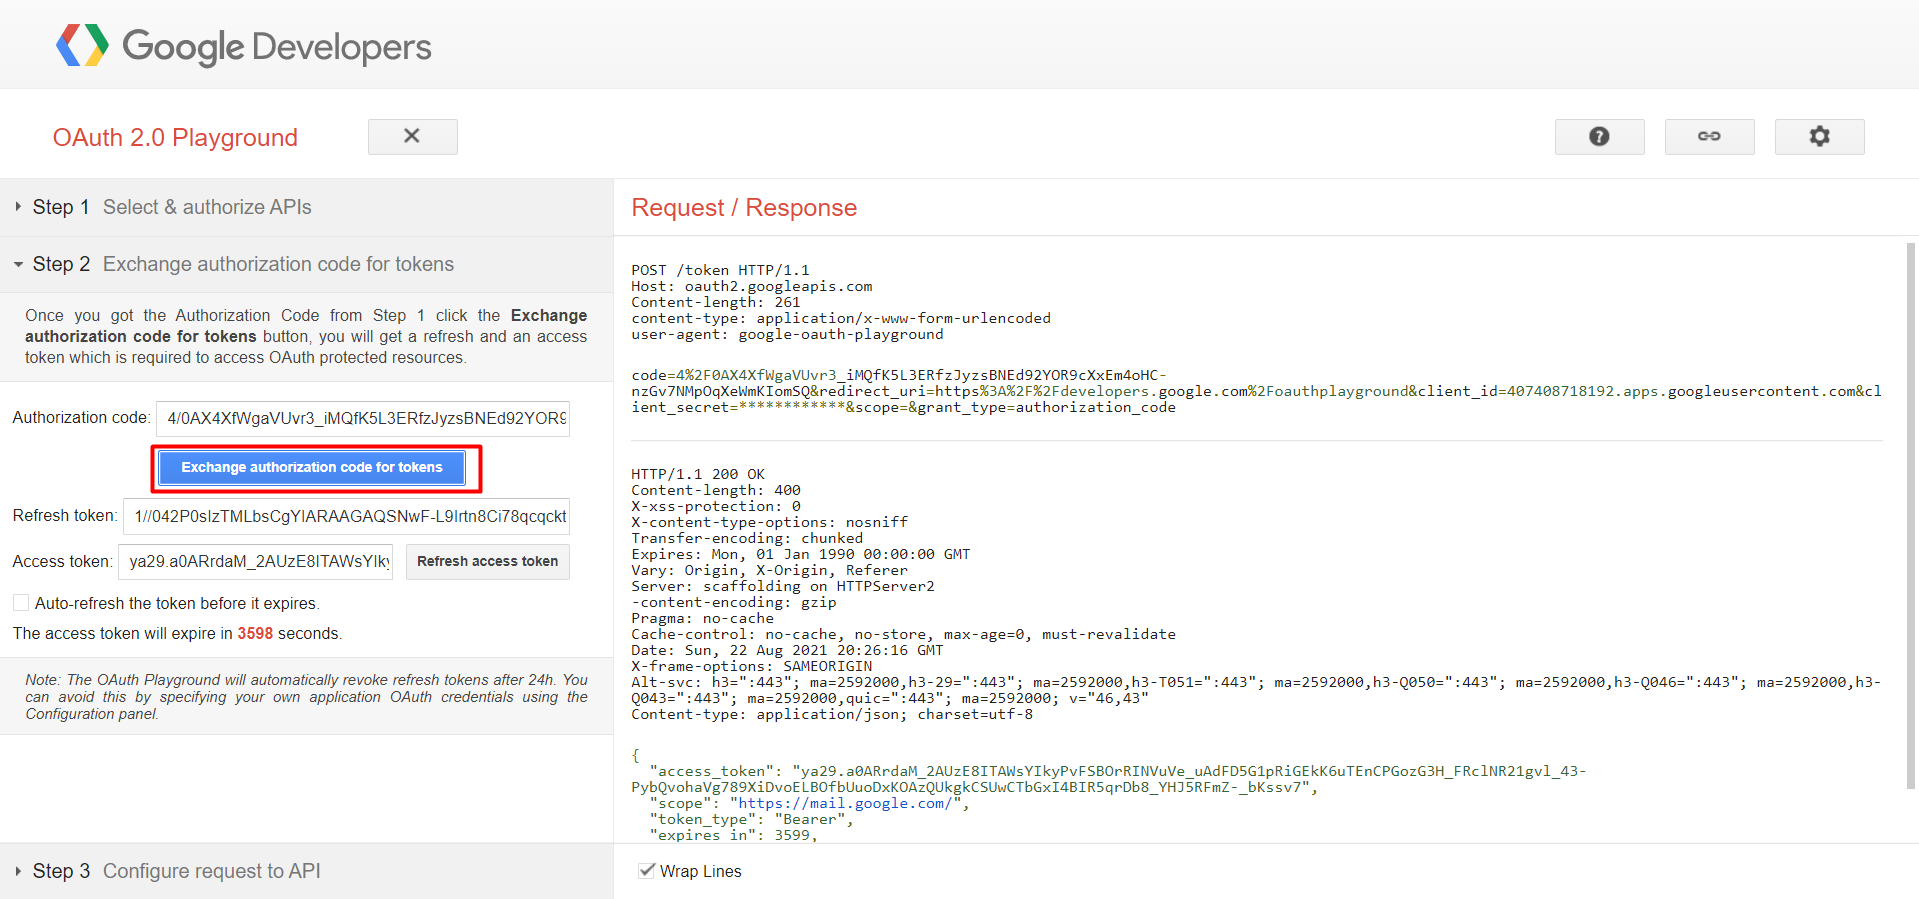 Google Developers
OAuth 2.0 Playground
Step 1 Select & authorize APIs
Step 2 Exchange authorization code for tokens
Once you got the Authorization Code from Step 1 click the Exchange
authorization code for tokens button, you will get a refresh and an access
token which is required to access OAuth protected resources.
Authorization code: 4/0AX4XfWgaVUvr3_iMQfK5L3ERfzJyzsBNEd92YOR9
Exchange authorization code for tokens
Refresh token: 1//042P0sIzTMLbsCgYIARAAGAQSNwF-L9Irtn8Ci78qcqckt
Access token: ya29.a0ARrdaM_2AUzE8ITAWsYIky Refresh access token
Auto-refresh the token before it expires.
The access token will expire in 3598 seconds.
Note: The OAuth Playground will automatically revoke refresh tokens after 24h. You
can avoid this by specifying your own application OAuth credentials using the
Configuration panel.
Step 3 Configure request to API
Request / Response
POST /token HTTP/1.1
Host: oauth2.googleapis.com
Content-length: 261
content-type: application/x-www-form-urlencoded
user-agent: google-oauth-playground
code=4%2F0AX4XfWgaVUvr3_iMQfK5L3ERfzJyzsBNEd92YOR9cXxEm4oHC-
nzGv7NMpOqXeWmKIomSQ&redirect_uri=https%3A%2F%2Fdevelopers.google.com%2Foauthplayground&client_id=407408718192.apps.googleusercontent.com&cl
ient_secret=************&scope=&grant_type=authorization_code
HTTP/1.1 200 OK
Content-length: 400
X-xss-protection: 0
X-content-type-options: nosniff
Transfer-encoding: chunked
Expires: Mon, 01 Jan 1990 00:00:00 GMT
Vary: Origin, X-Origin, Referer
Server: scaffolding on HTTPServer2
-content-encoding: gzip
Pragma: no-cache
Cache-control: no-cache, no-store, max-age=0, must-revalidate
Date: Sun, 22 Aug 2021 20:26:16 GMT
X-frame-options: SAMEORIGIN
Alt-svc: h3=":443"; ma=2592000,h3-29=":443"; ma=2592000,h3-T051=":443"; ma=2592000,h3-Q050=":443"; ma=2592000,h3-Q046=":443"; ma=2592000,h3-
Q043=":443"; ma=2592000,quic=":443"; ma=2592000; v="46,43"
Content-type: application/json; charset=utf-8
{
"access_token": "ya29.a0ARrdaM_2AUzE8ITAWsYIkyPvFSBOrRINVuVe_uAdFD5G1pRiGEkK6uTEnCPGozG3H_FRclNR21gvl_43-
PybQvohaVg789XiDvoELBOfbUuoDxKOAzQUkgkCSUwCTbGxI4BIR5qrDb8_YHJ5RFmZ-_bKssv7",
"scope": "https://mail.google.com/",
"token_type": "Bearer",
"expires_in": 3599,
Wrap Lines